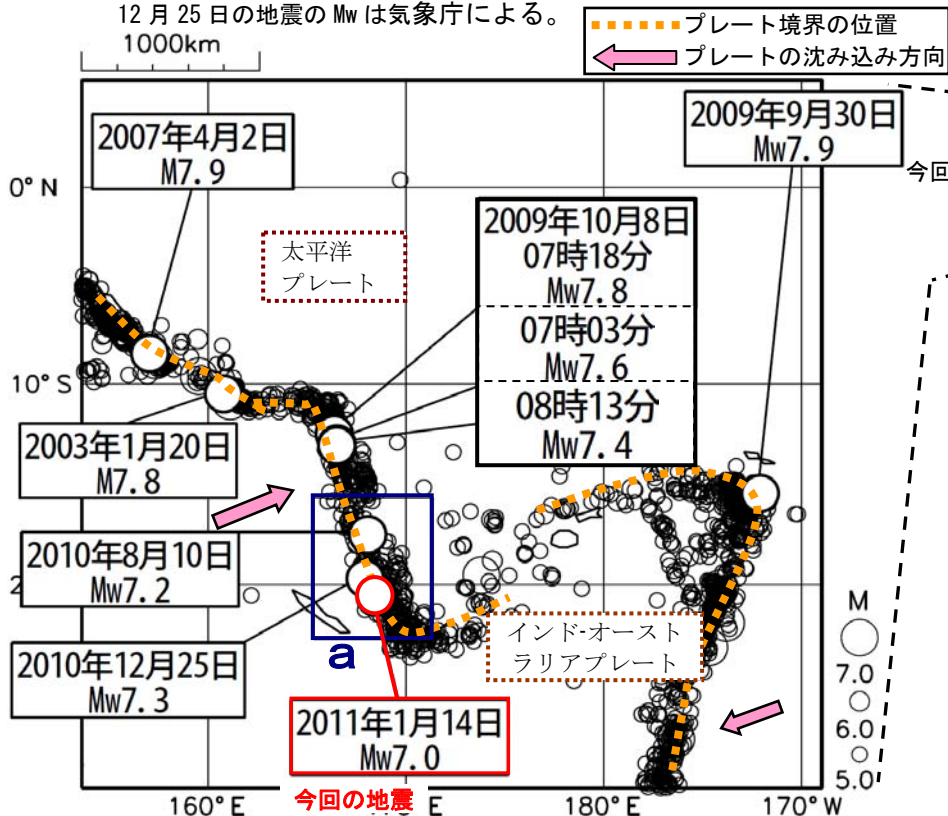 12 月 25 日の地震の Mw は気象庁による。
プレート境界の位置
プレートの沈み込み方向
1000km
2007年4月2日
M7.9
2009年9月30日
Mw7.9
今回
0°N
2009年10月8日
07時18分
Mw7.8
07時03分
Mw7.6
08時13分
Mw7.4
太平洋
プレート
10°S
2003年1月20日
M7.8
2010年8月10日
Mw7.2
2
2010年12月25日
Mw7.3
a
インド-オースト
ラリアプレート
2011年1月14日
Mw7.0
今回の地震
M
7.0
6.0
5.0
160°E
180°E
170°W